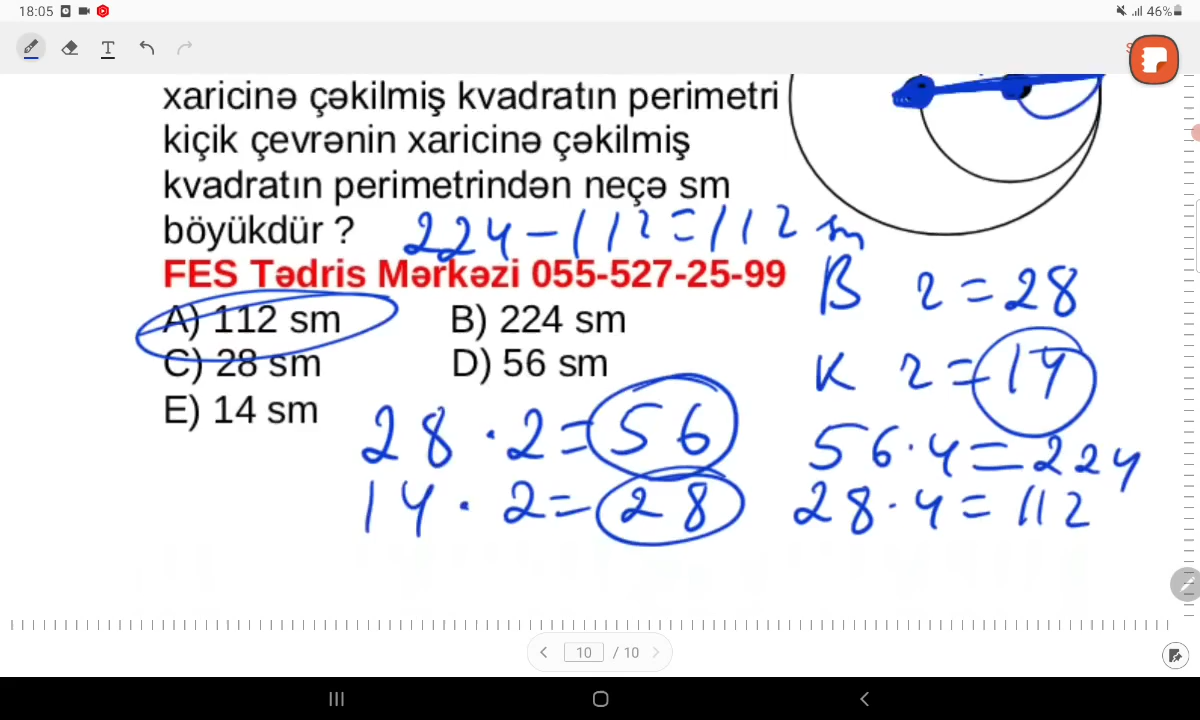 18:05 46%
T
xaricinə çəkilmiş kvadratın perimetri
kiçik çevrənin xaricinə çəkilmiş
kvadratın perimetrindən neçə sm
böyükdür ?
224-112=112 sm
FES Tədris Mərkəzi 055-527-25-99
A) 112 sm B) 224 sm
C) 28 sm D) 56 sm
E) 14 sm
B r=28
K r=14
28·2=56
14·2=28
56·4=224
28·4=112
10 / 10